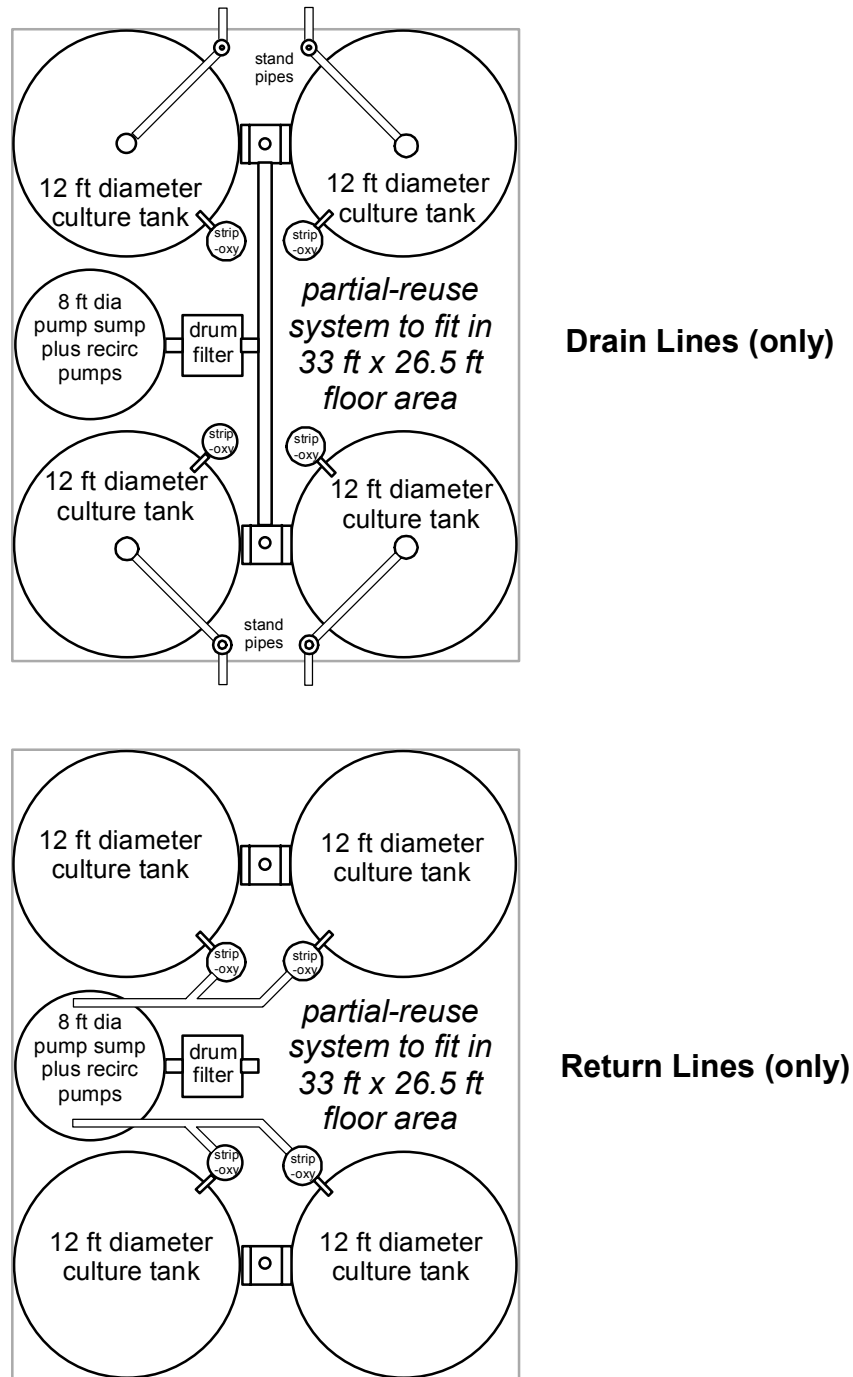 stand
pipes
12 ft diameter
culture tank
12 ft diameter
culture tank
strip
-oxy
strip
-oxy
8 ft dia
pump sump
plus recirc
pumps
drum
filter
partial-reuse
system to fit in
33 ft x 26.5 ft
floor area
Drain Lines (only)
strip
-oxy
strip
-oxy
12 ft diameter
culture tank
12 ft diameter
culture tank
stand
pipes
12 ft diameter
culture tank
12 ft diameter
culture tank
strip
-oxy
strip
-oxy
8 ft dia
pump sump
plus recirc
pumps
drum
filter
partial-reuse
system to fit in
33 ft x 26.5 ft
floor area
Return Lines (only)
strip
-oxy
strip
-oxy
12 ft diameter
culture tank
12 ft diameter
culture tank